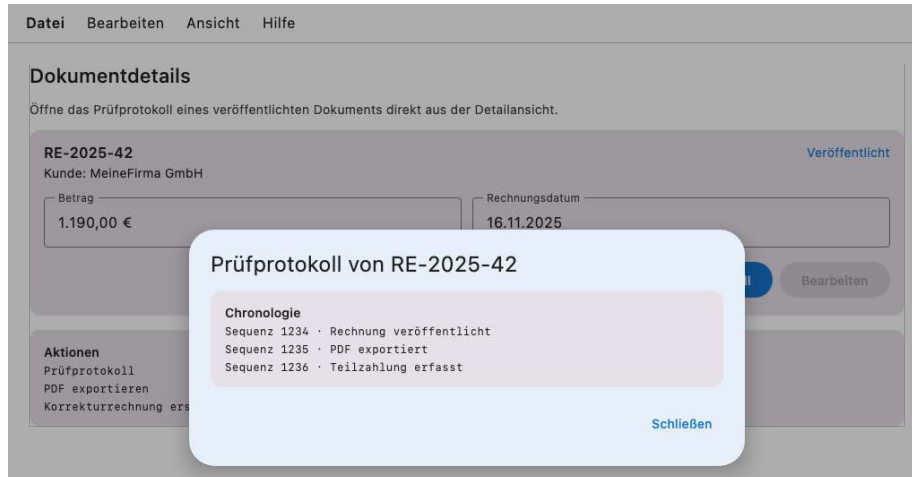 Datei Bearbeiten Ansicht Hilfe
Dokumentdetails
Öffne das Prüfprotokoll eines veröffentlichten Dokuments direkt aus der Detailansicht.
RE-2025-42 Veröffentlicht
Kunde: MeineFirma GmbH
Betrag Rechnungsdatum
1.190,00 € 16.11.2025
Bearbeiten
Prüfprotokoll von RE-2025-42
Chronologie
Sequenz 1234 · Rechnung veröffentlicht
Sequenz 1235 · PDF exportiert
Sequenz 1236 · Teilzahlung erfasst
Schließen
Aktionen
Prüfprotokoll
PDF exportieren
Korrekturrechnung ers